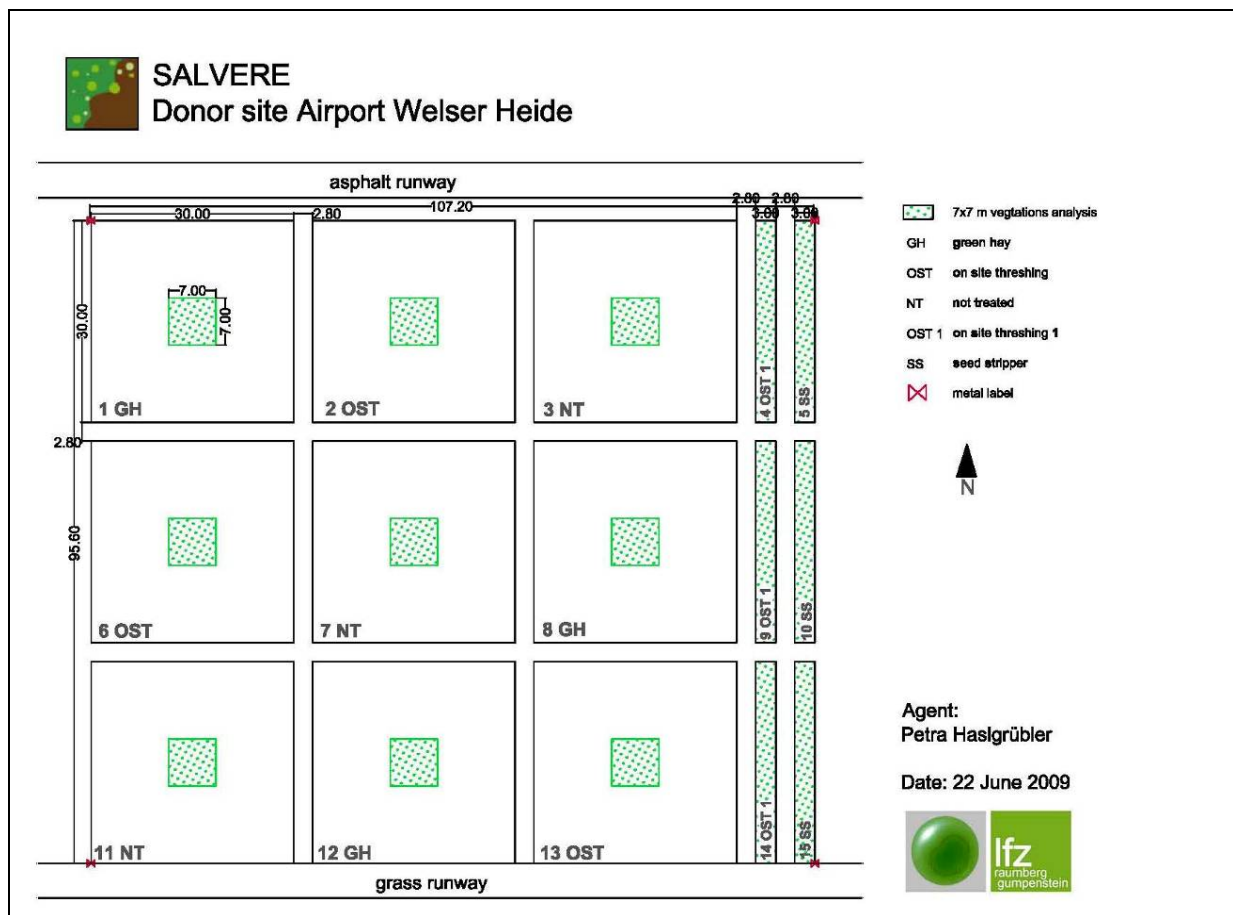 SALVERE
Donor site Airport Welser Heide
asphalt runway
107.20
30.00
2.80
2.80
2.80
3.00
3.00
7.00
7.00
30.00
1 GH
2 OST
3 NT
4 OST 1
5 SS
2.80
95.60
6 OST
7 NT
8 GH
9 OST 1
10 SS
11 NT
12 GH
13 OST
14 OST 1
15 SS
grass runway
7x7 m vegtations analysis
GH green hay
OST on site threshing
NT not treated
OST 1 on site threshing 1
SS seed stripper
metal label
N
Agent:
Petra Haslgrübler
Date: 22 June 2009
lfz
raumberg
gumpenstein